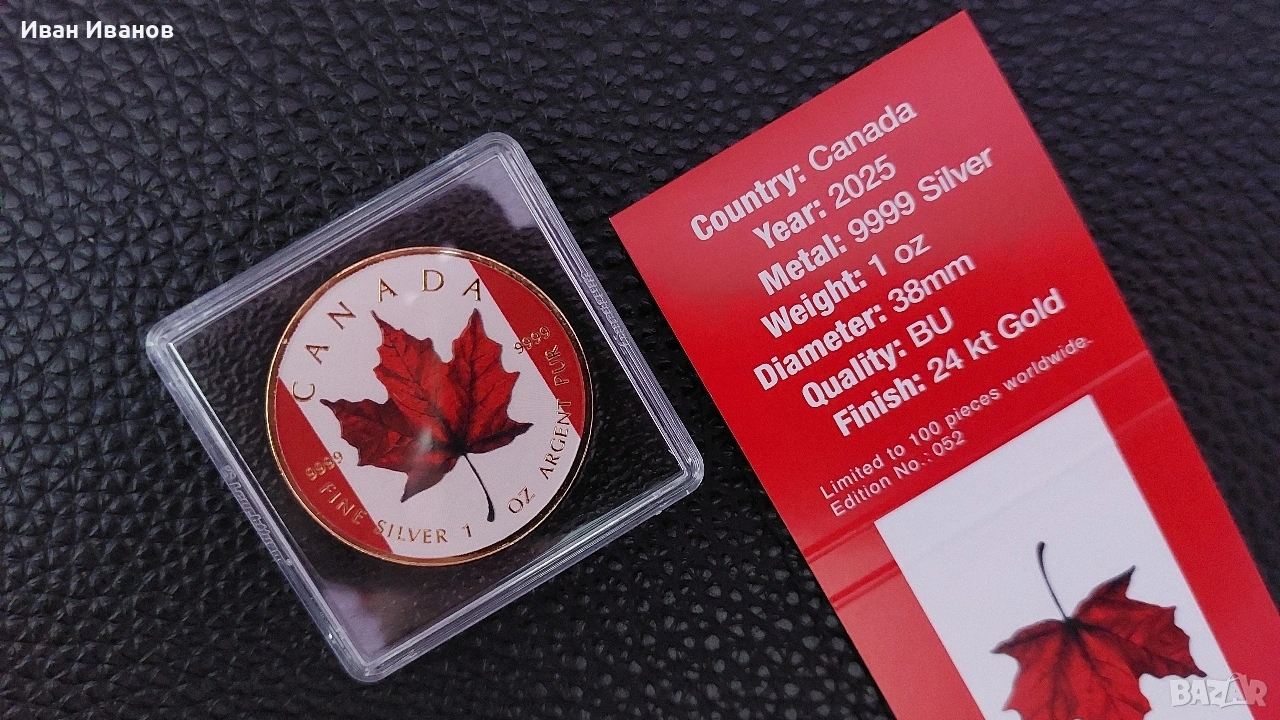 Иван Иванов
CANADA
9999
9999
FINE SILVER 1 OZ ARGENT PUR
Country: Canada
Year: 2025
Metal: 9999 Silver
Weight: 1 oz
Diameter: 38mm
Quality: BU
Finish: 24 kt Gold
Limited to 100 pieces worldwide.
Edition No.: 052
BAZAR